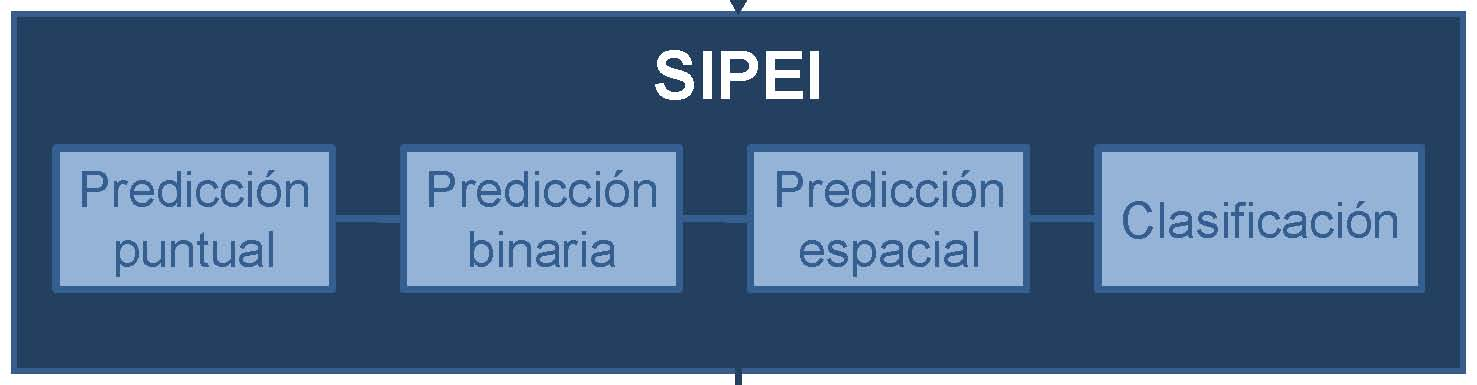 SIPEI
Predicción
puntual
Predicción
binaria
Predicción
espacial
Clasificación